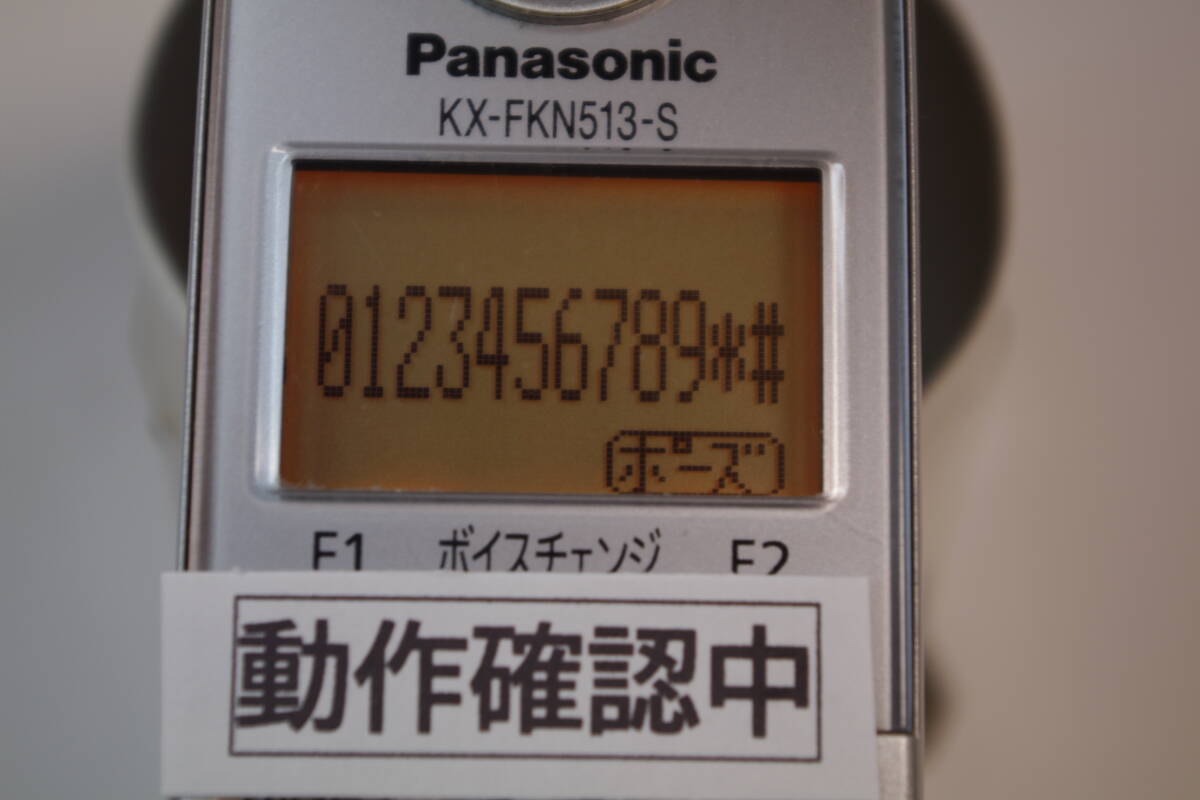 Panasonic
KX-FKN513-S
0123456789*#
ポーズ
F1 ボイスチェンジ F2
動作確認中